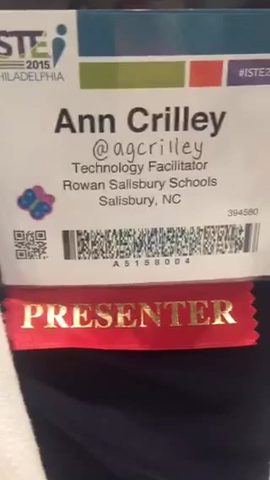 ISTE
2015
PHILADELPHIA
#ISTE2
Ann Crilley
@agcrilley
Technology Facilitator
Rowan Salisbury Schools
Salisbury, NC
394580
A5158004
PRESENTER